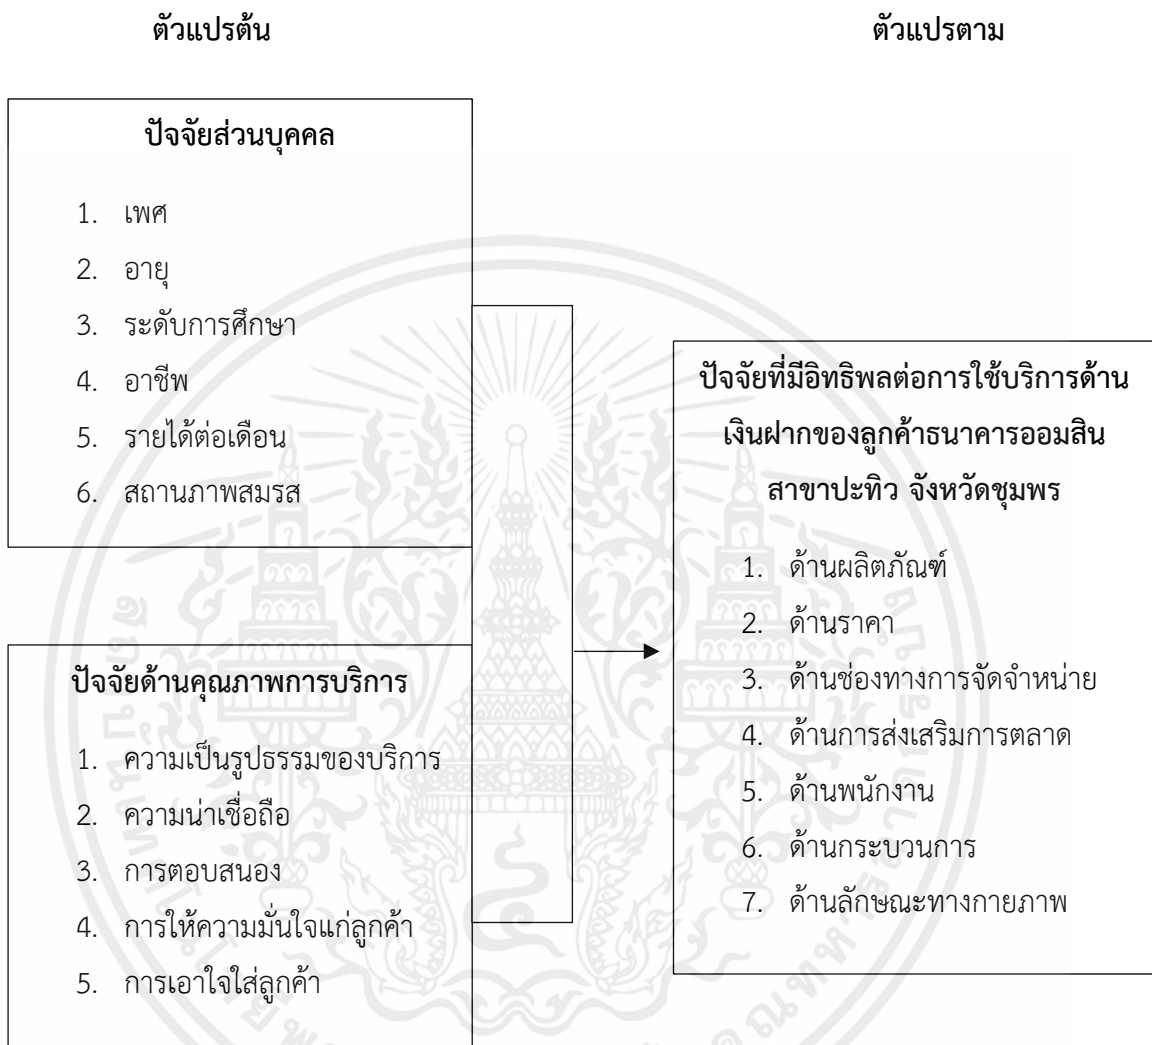 ตัวแปรต้น
ตัวแปรตาม
ปัจจัยส่วนบุคคล
1. เพศ
2. อายุ
3. ระดับการศึกษา
4. อาชีพ
5. รายได้ต่อเดือน
6. สถานภาพสมรส
ปัจจัยด้านคุณภาพการบริการ
1. ความเป็นรูปธรรมของบริการ
2. ความน่าเชื่อถือ
3. การตอบสนอง
4. การให้ความมั่นใจแก่ลูกค้า
5. การเอาใจใส่ลูกค้า
ปัจจัยที่มีอิทธิพลต่อการใช้บริการด้าน
เงินฝากของลูกค้าธนาคารออมสิน
สาขาปะทิว จังหวัดชุมพร
1. ด้านผลิตภัณฑ์
2. ด้านราคา
3. ด้านช่องทางการจัดจำหน่าย
4. ด้านการส่งเสริมการตลาด
5. ด้านพนักงาน
6. ด้านกระบวนการ
7. ด้านลักษณะทางกายภาพ